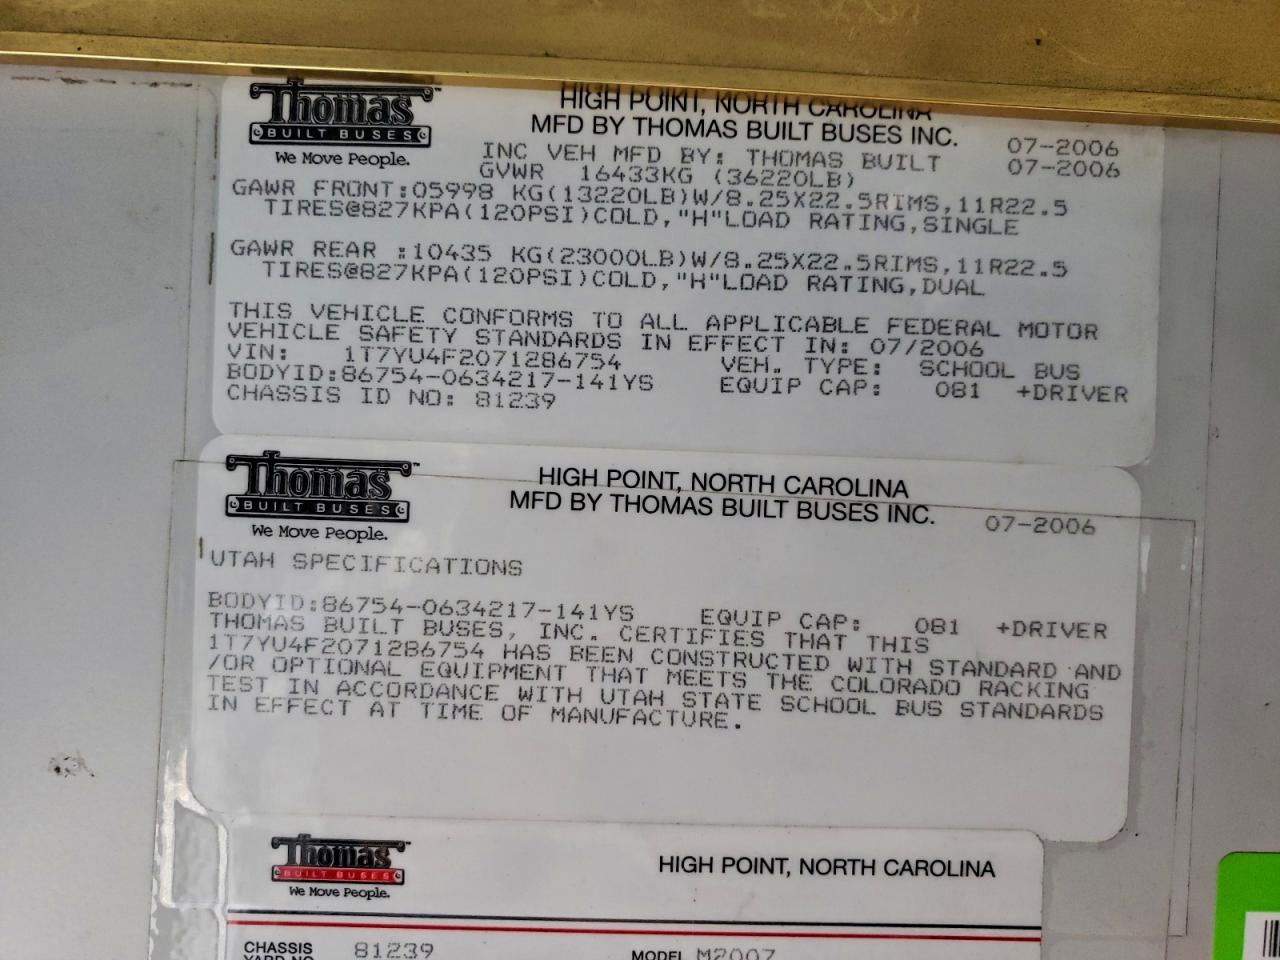 Thomas™
BUILT BUSES
We Move People.
HIGH POINT, NORTH CAROLINA
MFD BY THOMAS BUILT BUSES INC. 07-2006
INC VEH MFD BY: THOMAS BUILT 07-2006
GVWR 16433KG (36220LB)
GAWR FRONT:05998 KG(13220LB)W/8.25X22.5RIMS,11R22.5
TIRES@827KPA(120PSI)COLD,"H"LOAD RATING,SINGLE
GAWR REAR :10435 KG(23000LB)W/8.25X22.5RIMS,11R22.5
TIRES@827KPA(120PSI)COLD,"H"LOAD RATING,DUAL
THIS VEHICLE CONFORMS TO ALL APPLICABLE FEDERAL MOTOR
VEHICLE SAFETY STANDARDS IN EFFECT IN: 07/2006
VIN: 1T7YU4F2071286754 VEH. TYPE: SCHOOL BUS
BODYID:86754-0634217-141YS EQUIP CAP: 081 +DRIVER
CHASSIS ID NO: 81239
Thomas™
BUILT BUSES
We Move People.
HIGH POINT, NORTH CAROLINA
MFD BY THOMAS BUILT BUSES INC. 07-2006
UTAH SPECIFICATIONS
BODYID:86754-0634217-141YS EQUIP CAP: 081 +DRIVER
THOMAS BUILT BUSES, INC. CERTIFIES THAT THIS
1T7YU4F2071286754 HAS BEEN CONSTRUCTED WITH STANDARD AND
/OR OPTIONAL EQUIPMENT THAT MEETS THE COLORADO RACKING
TEST IN ACCORDANCE WITH UTAH STATE SCHOOL BUS STANDARDS
IN EFFECT AT TIME OF MANUFACTURE.
Thomas™
BUILT BUSES
We Move People.
HIGH POINT, NORTH CAROLINA
CHASSIS 81239 MODEL M2007
YARD NO